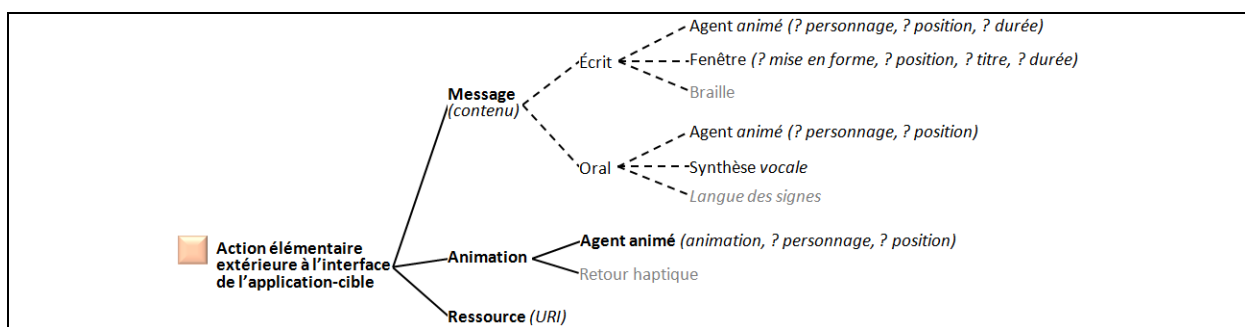 Agent animé (? personnage, ? position, ? durée)
Écrit
Fenêtre (? mise en forme, ? position, ? titre, ? durée)
Braille
Message
(contenu)
Agent animé (? personnage, ? position)
Oral
Synthèse vocale
Langue des signes
Action élémentaire
extérieure à l'interface
de l'application-cible
Animation
Agent animé (animation, ? personnage, ? position)
Retour haptique
Ressource (URI)